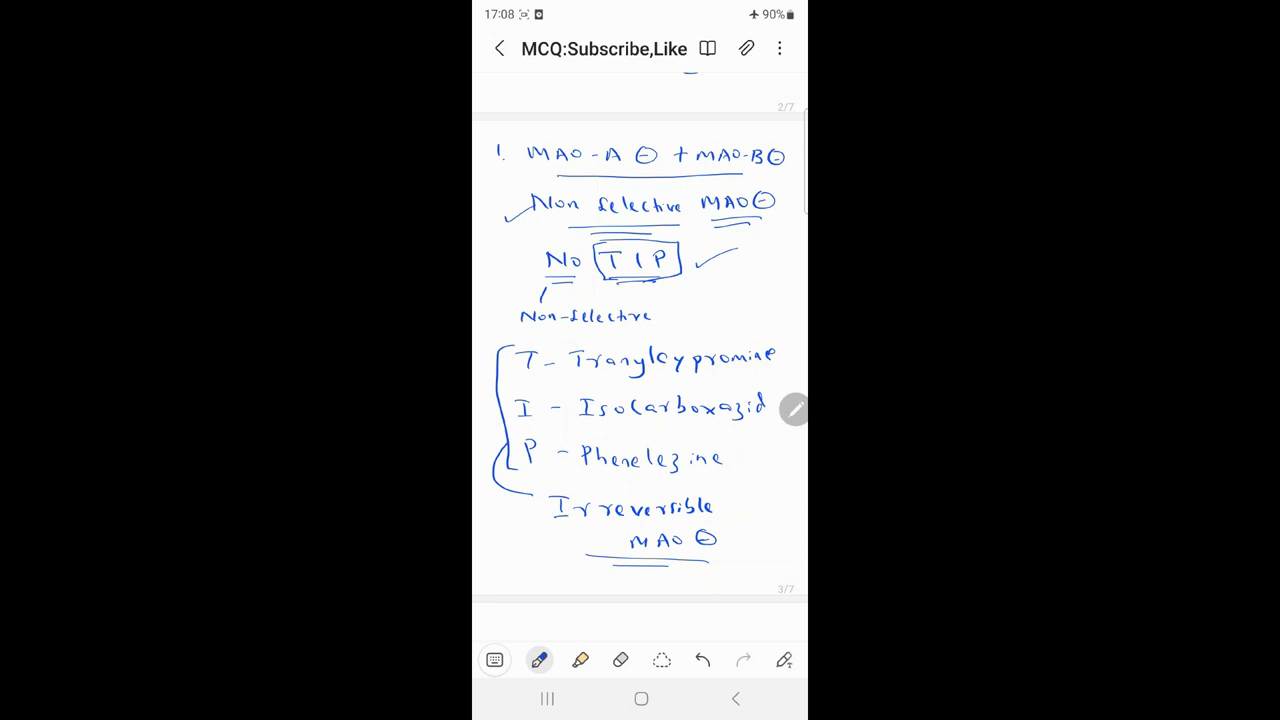 17:08 90%
MCQ:Subscribe,Like
2/7
1. MAO-A ⊖ + MAO-B ⊖
Non Selective MAO ⊖
No TIP
Non-Selective
T - Tranylcypromine
I - Isocarboxazid
P - Phenelezine
Irreversible
MAO ⊖
3/7